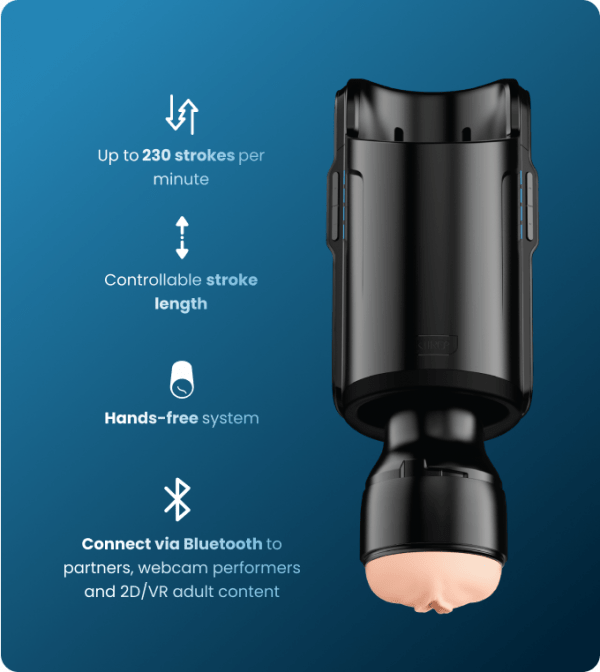 Up to 230 strokes per
minute
Controllable stroke
length
Hands-free system
Connect via Bluetooth to
partners, webcam performers
and 2D/VR adult content